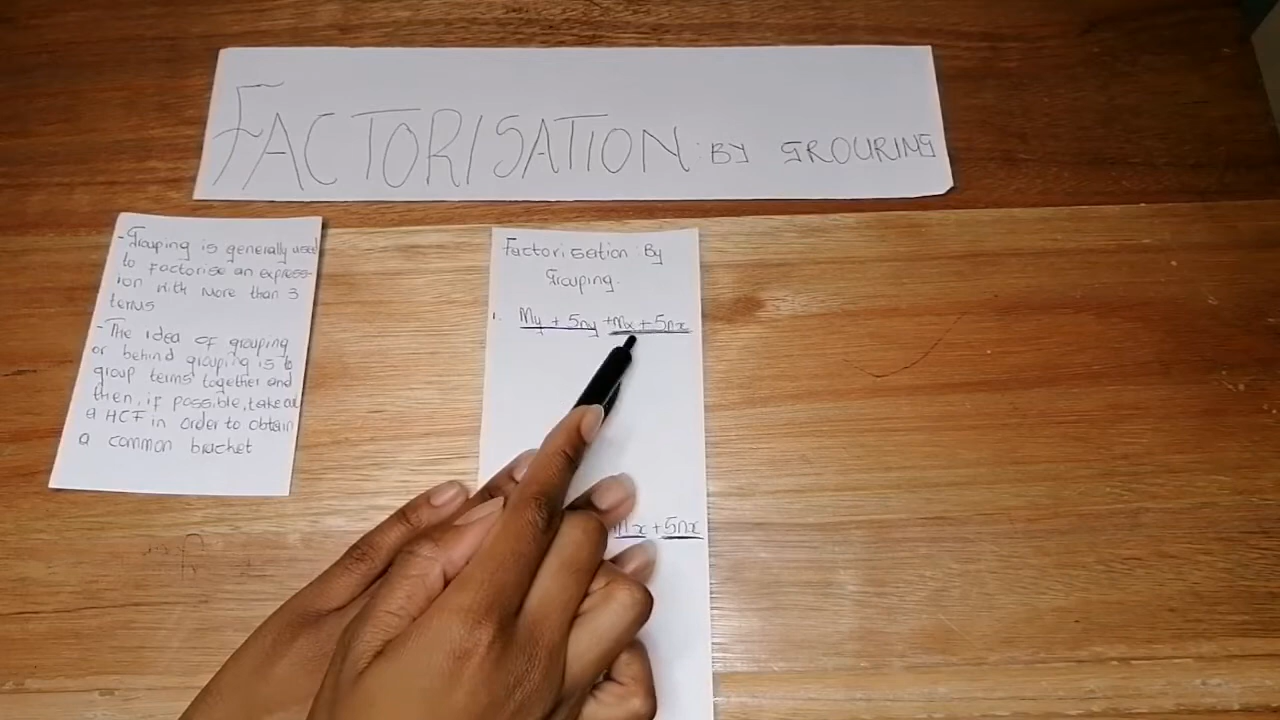 FACTORISATION: BY GROURING
-Grouping is generally used
to Factorise an express-
ion with More than 3
terms
-The idea of grouping
or behind grouping is to
group terms together and
then, if possible, take out
a HCF in order to obtain
a common bracket
Factorisation By
Grouping.
1. My + 5ny +Mx + 5nx
Mx + 5nx